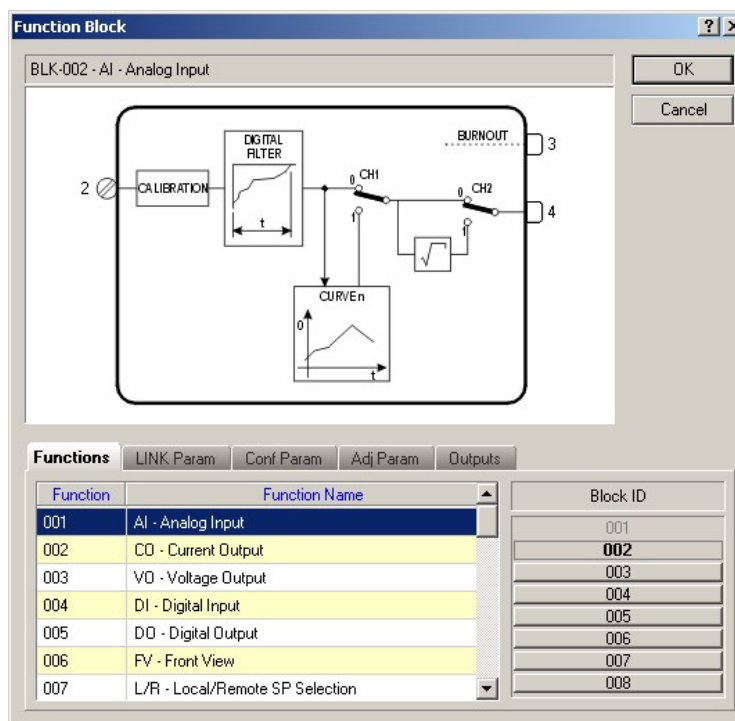 Function Block
BLK-002 - AI - Analog Input
OK
Cancel
DIGITAL
FILTER
BURNOUT
3
2
CALIBRATION
t
0
CH1
1
0
CH2
1
4
√
CURVEn
0
t
Functions
LINK Param
Conf Param
Adj Param
Outputs
Function
Function Name
Block ID
001
AI - Analog Input
002
CO - Current Output
003
VO - Voltage Output
004
DI - Digital Input
005
DO - Digital Output
006
FV - Front View
007
L/R - Local/Remote SP Selection
001
002
003
004
005
006
007
008